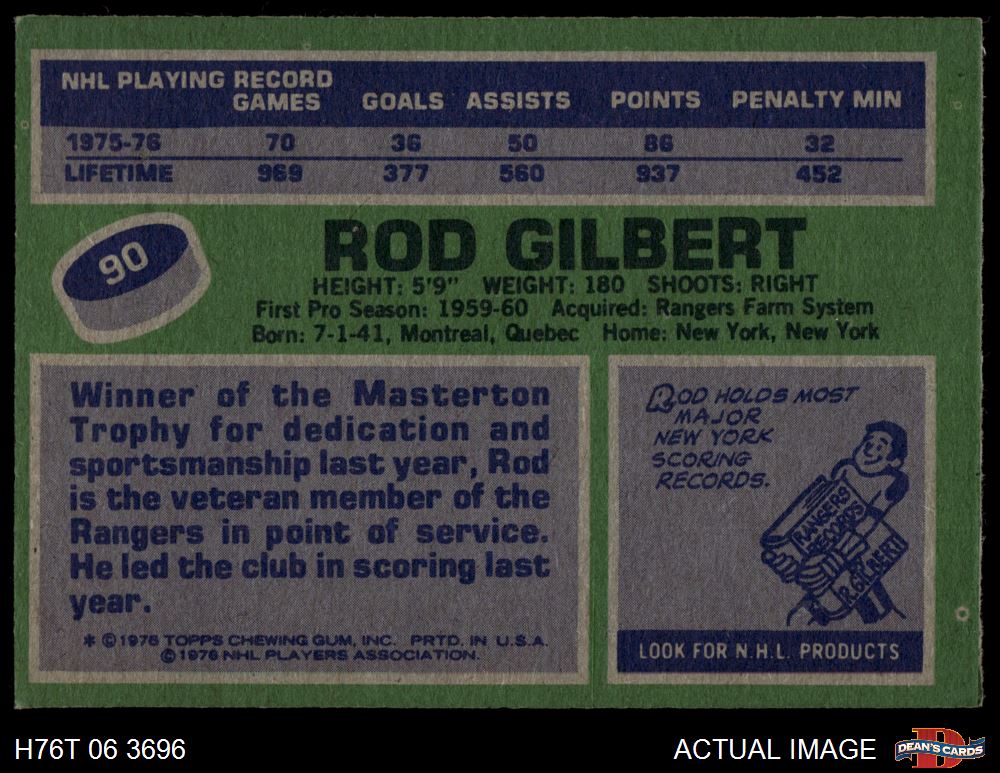 NHL PLAYING RECORD
GAMES GOALS ASSISTS POINTS PENALTY MIN
1975-76 70 36 50 86 32
LIFETIME 969 377 560 937 452
90
ROD GILBERT
HEIGHT: 5'9" WEIGHT: 180 SHOOTS: RIGHT
First Pro Season: 1959-60 Acquired: Rangers Farm System
Born: 7-1-41, Montreal, Quebec Home: New York, New York
Winner of the Masterton
Trophy for dedication and
sportsmanship last year, Rod
is the veteran member of the
Rangers in point of service.
He led the club in scoring last
year.
* ©1976 TOPPS CHEWING GUM, INC. PRTD. IN U.S.A.
©1976 NHL PLAYERS ASSOCIATION.
ROD HOLDS MOST
MAJOR
NEW YORK
SCORING
RECORDS.
RANGERS
RECORDS
R.GILBERT
LOOK FOR N.H.L. PRODUCTS
H76T 06 3696
ACTUAL IMAGE
D
DEAN'S CARDS